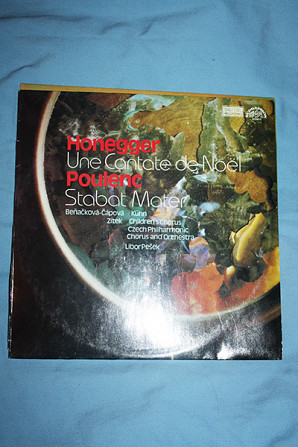 Honegger
Une Cantate de Noël
Poulenc
Stabat Mater
Beňačková-Čápová Kühn
Zítek Children's Chorus
Czech Philharmonic
Chorus and Orchestra
Libor Pešek